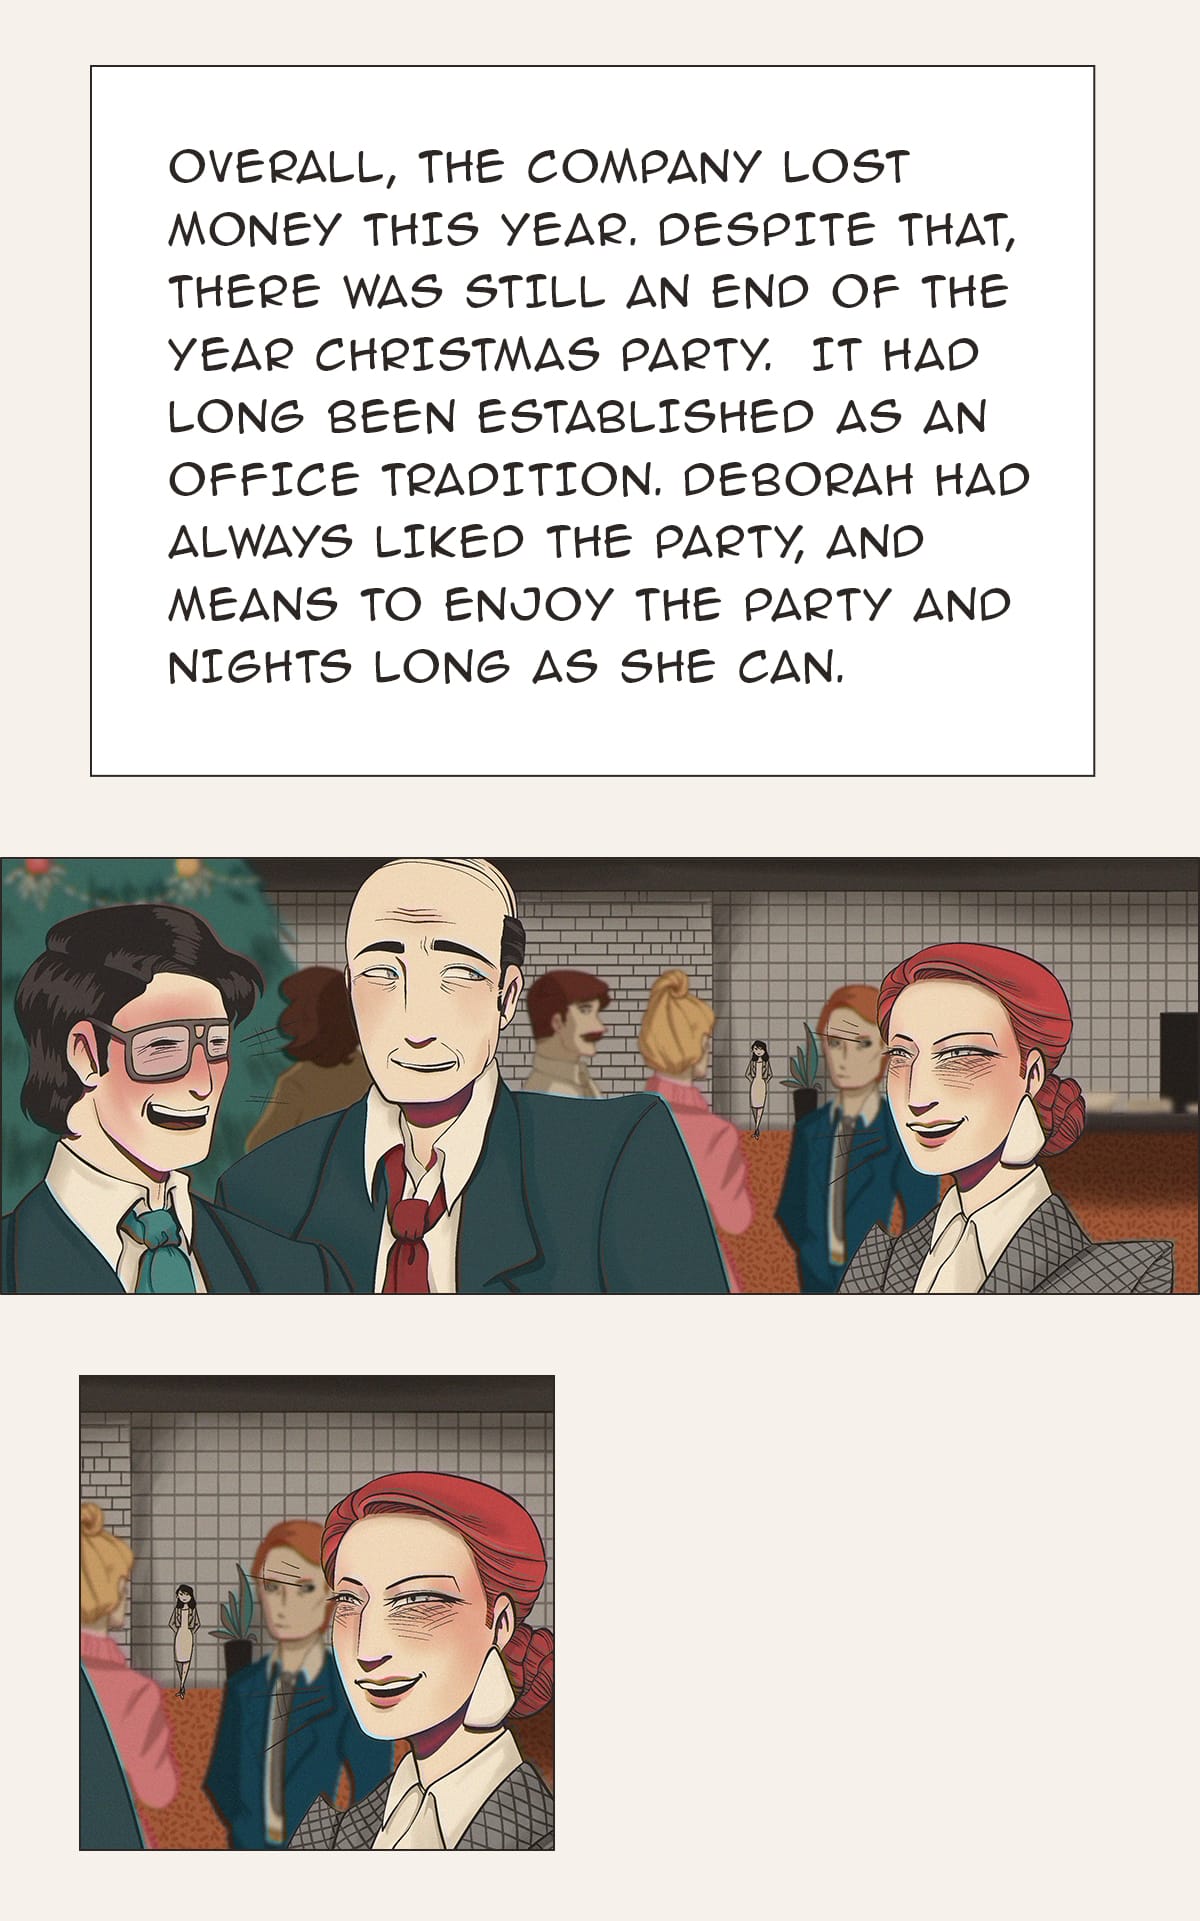 OVERALL, THE COMPANY LOST
MONEY THIS YEAR. DESPITE THAT,
THERE WAS STILL AN END OF THE
YEAR CHRISTMAS PARTY.  IT HAD
LONG BEEN ESTABLISHED AS AN
OFFICE TRADITION. DEBORAH HAD
ALWAYS LIKED THE PARTY, AND
MEANS TO ENJOY THE PARTY AND
NIGHTS LONG AS SHE CAN.